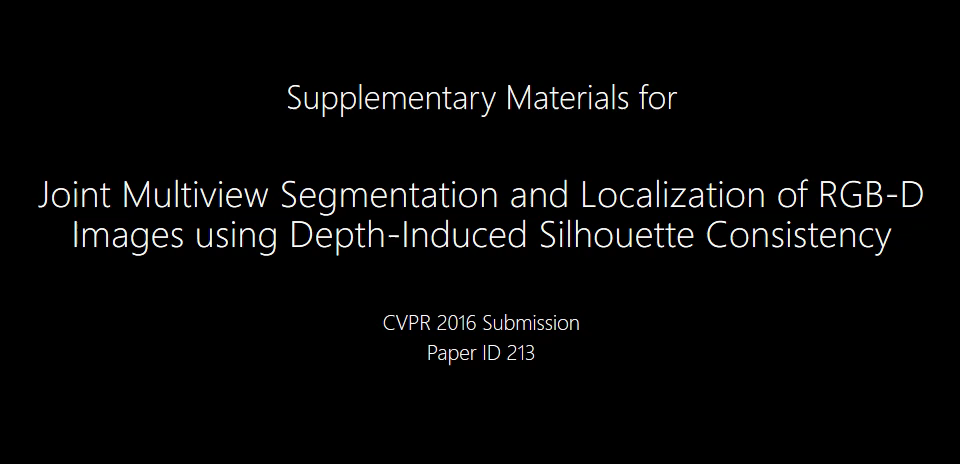 Supplementary Materials for
Joint Multiview Segmentation and Localization of RGB-D
Images using Depth-Induced Silhouette Consistency
CVPR 2016 Submission
Paper ID 213